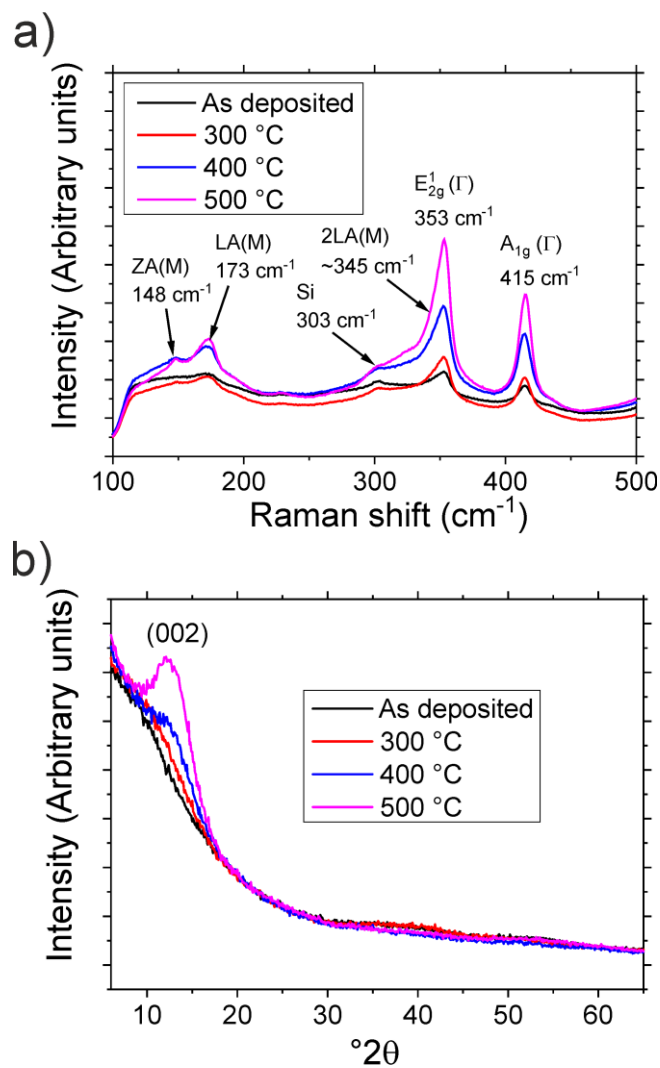 a)
Intensity (Arbitrary units)
As deposited
300 °C
400 °C
500 °C
ZA(M)
148 cm⁻¹
LA(M)
173 cm⁻¹
Si
303 cm⁻¹
2LA(M)
~345 cm⁻¹
E¹₂g (Γ)
353 cm⁻¹
A₁g (Γ)
415 cm⁻¹
100 200 300 400 500
Raman shift (cm⁻¹)
b)
Intensity (Arbitrary units)
(002)
As deposited
300 °C
400 °C
500 °C
10 20 30 40 50 60
°2θ